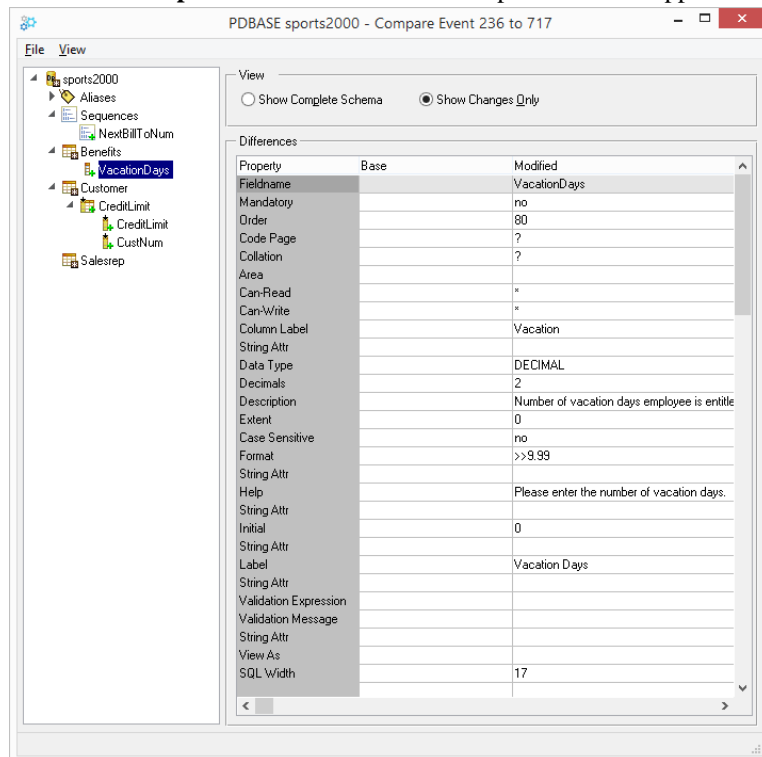 PDBASE sports2000 - Compare Event 236 to 717
File View
sports2000
Aliases
Sequences
NextBillToNum
Benefits
VacationDays
Customer
CreditLimit
CreditLimit
CustNum
Salesrep
View
Show Complete Schema Show Changes Only
Differences
Property Base Modified
Fieldname VacationDays
Mandatory no
Order 80
Code Page ?
Collation ?
Area
Can-Read *
Can-Write *
Column Label Vacation
String Attr
Data Type DECIMAL
Decimals 2
Description Number of vacation days employee is entitle
Extent 0
Case Sensitive no
Format >>9.99
String Attr
Help Please enter the number of vacation days.
String Attr
Initial 0
String Attr
Label Vacation Days
String Attr
Validation Expression
Validation Message
String Attr
View As
SQL Width 17